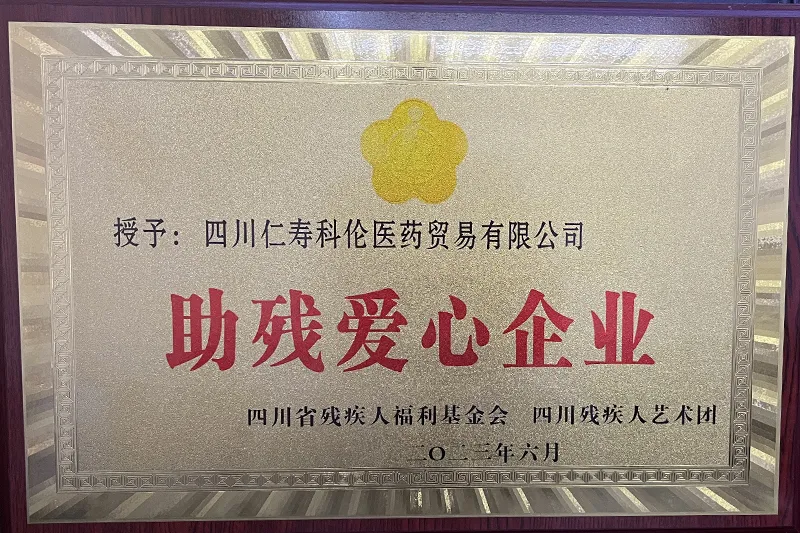 授予：四川仁寿科伦医药贸易有限公司
助残爱心企业
四川省残疾人福利基金会 四川残疾人艺术团
二〇二三年六月